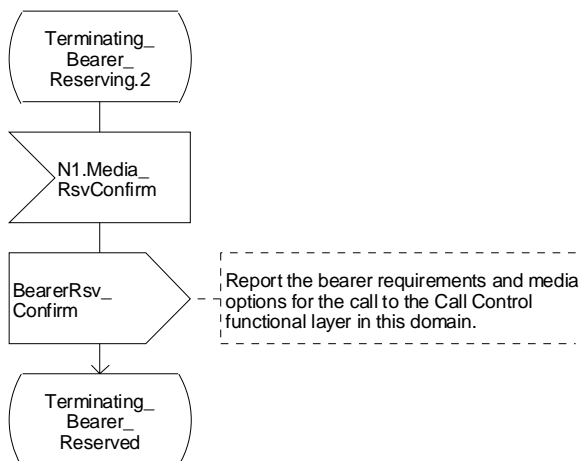 Terminating_
Bearer_
Reserving.2
N1.Media_
RsvConfirm
BearerRsv_
Confirm
Report the bearer requirements and media
options for the call to the Call Control
functional layer in this domain.
Terminating_
Bearer_
Reserved